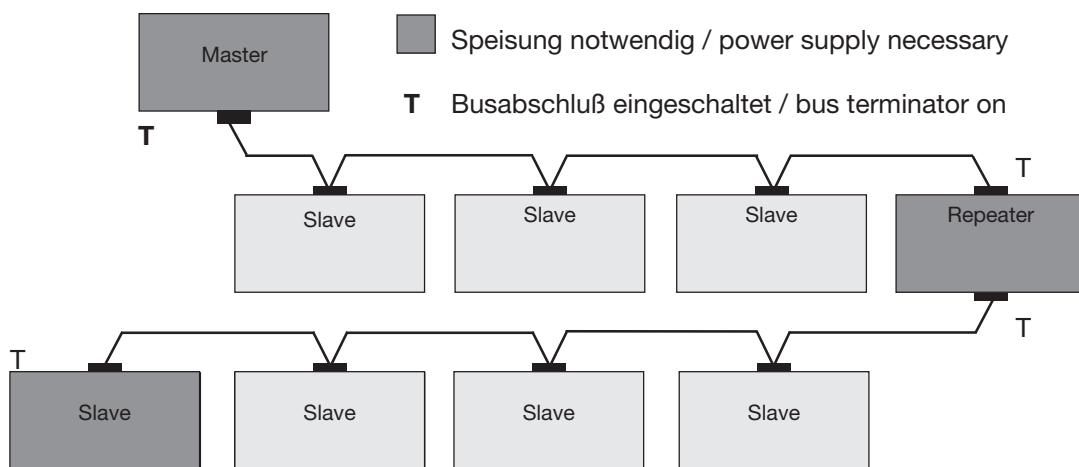 Master
Speisung notwendig / power supply necessary
T Busabschluß eingeschaltet / bus terminator on
T
T
Slave
Slave
Slave
Repeater
T
T
Slave
Slave
Slave
Slave